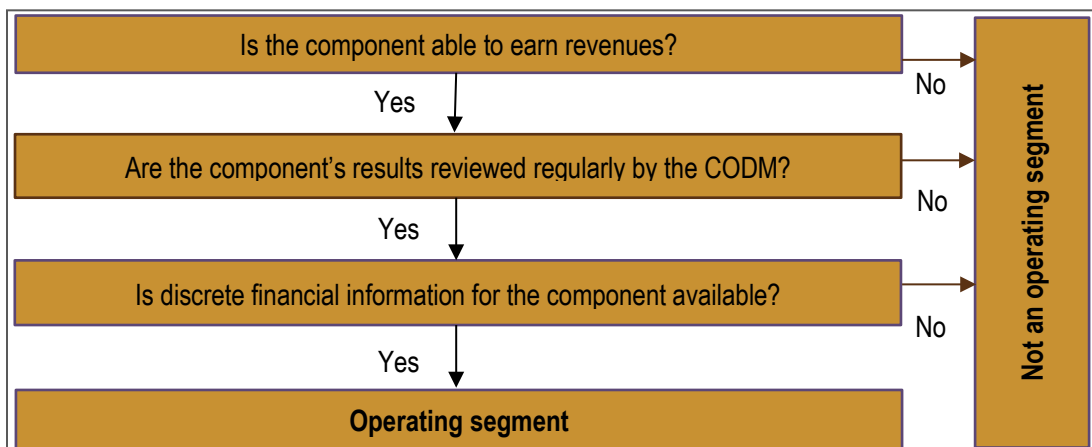 Is the component able to earn revenues?
No
Yes
Are the component’s results reviewed regularly by the CODM?
No
Yes
Is discrete financial information for the component available?
No
Yes
Operating segment
Not an operating segment